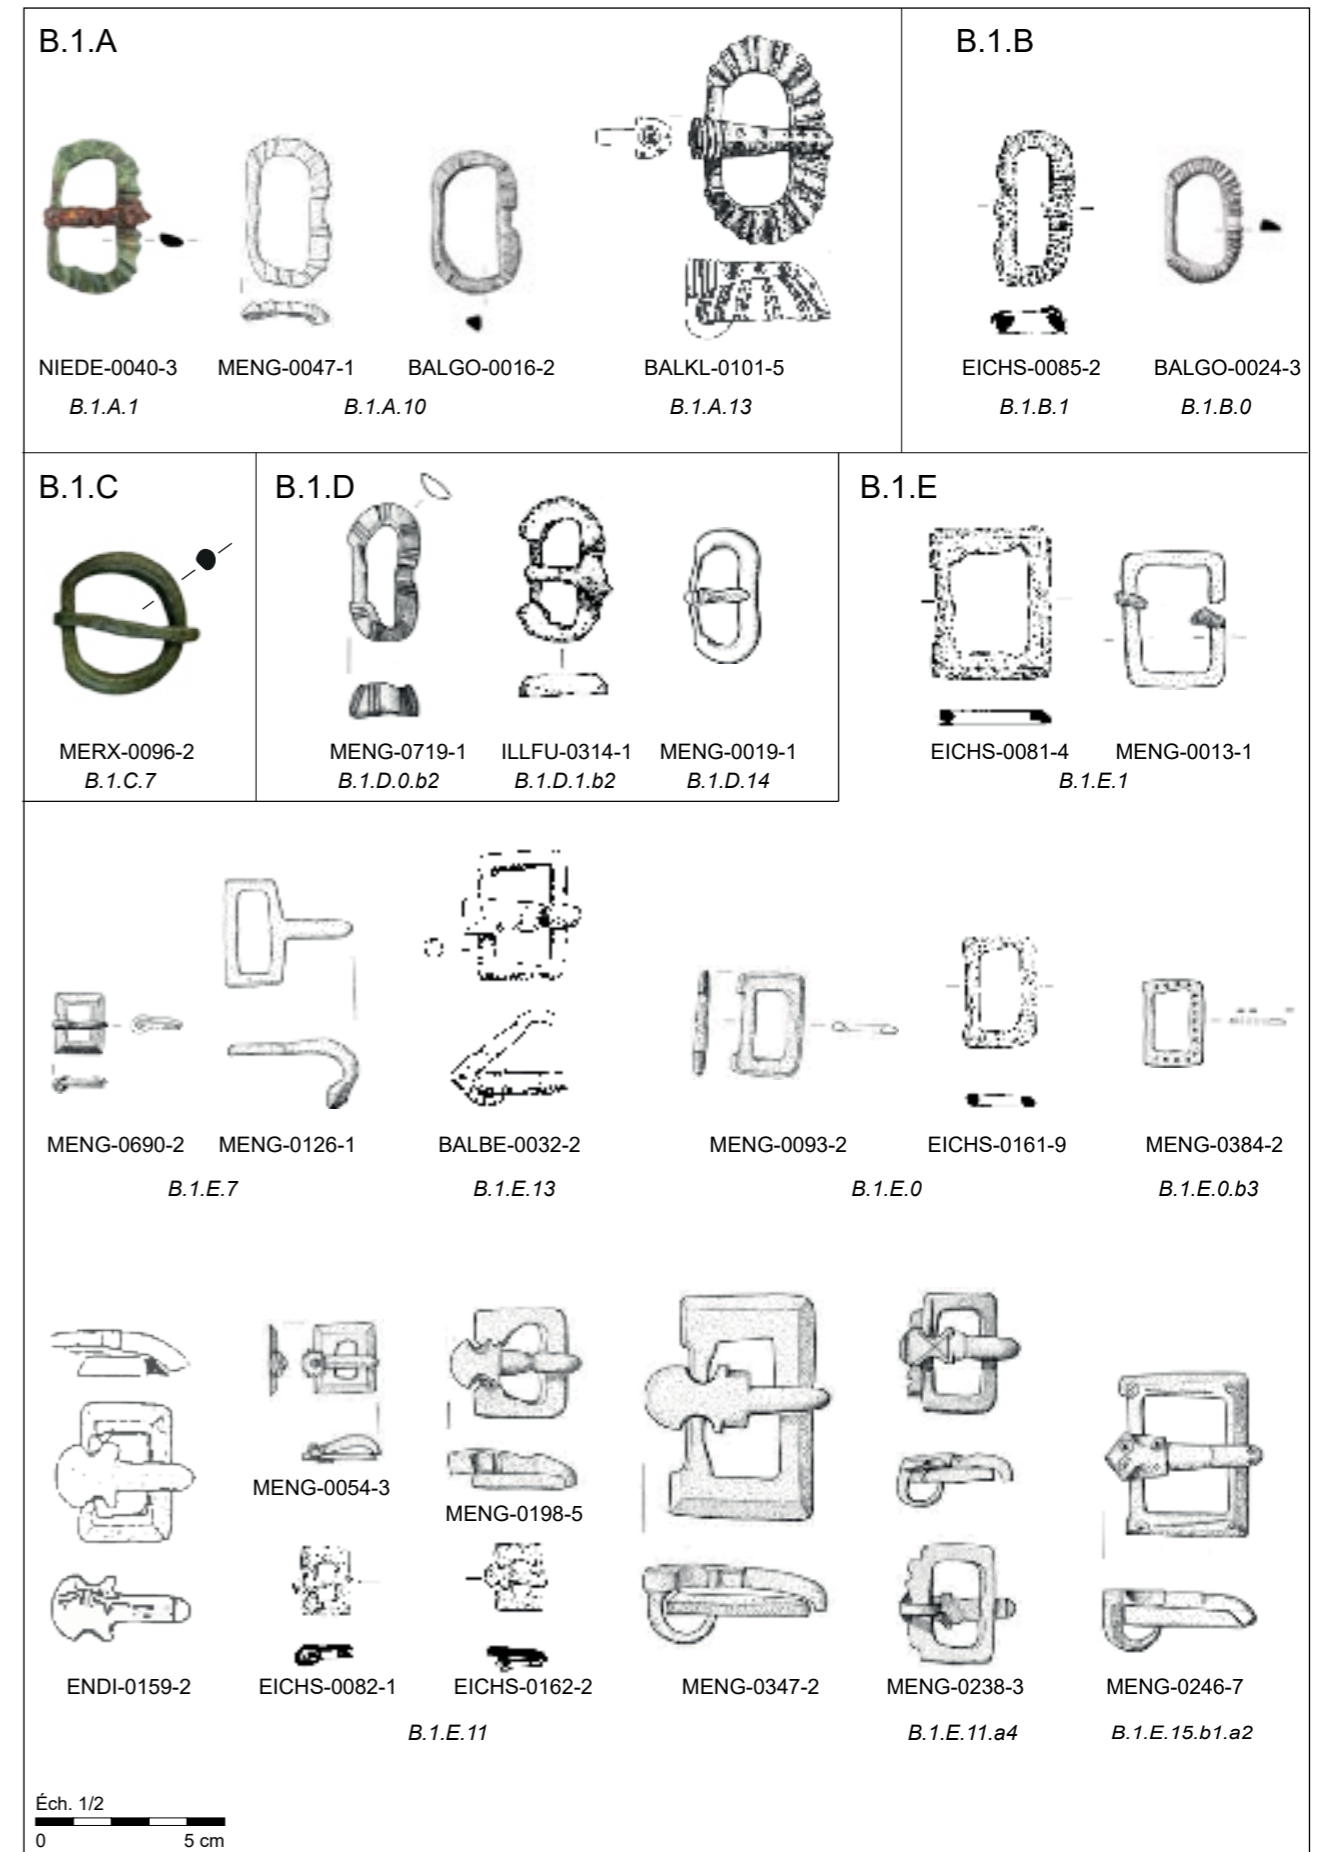 B.1.A
B.1.B
NIEDE-0040-3 MENG-0047-1 BALGO-0016-2 BALKL-0101-5
B.1.A.1 B.1.A.10 B.1.A.13
EICHS-0085-2 BALGO-0024-3
B.1.B.1 B.1.B.0
B.1.C
MERX-0096-2
B.1.C.7
B.1.D
MENG-0719-1 ILLFU-0314-1 MENG-0019-1
B.1.D.0.b2 B.1.D.1.b2 B.1.D.14
B.1.E
EICHS-0081-4 MENG-0013-1
B.1.E.1
MENG-0690-2 MENG-0126-1 BALBE-0032-2 MENG-0093-2 EICHS-0161-9 MENG-0384-2
B.1.E.7 B.1.E.13 B.1.E.0 B.1.E.0.b3
MENG-0054-3
MENG-0198-5
ENDI-0159-2 EICHS-0082-1 EICHS-0162-2 MENG-0347-2 MENG-0238-3 MENG-0246-7
B.1.E.11 B.1.E.11.a4 B.1.E.15.b1.a2
Éch. 1/2
0 5 cm